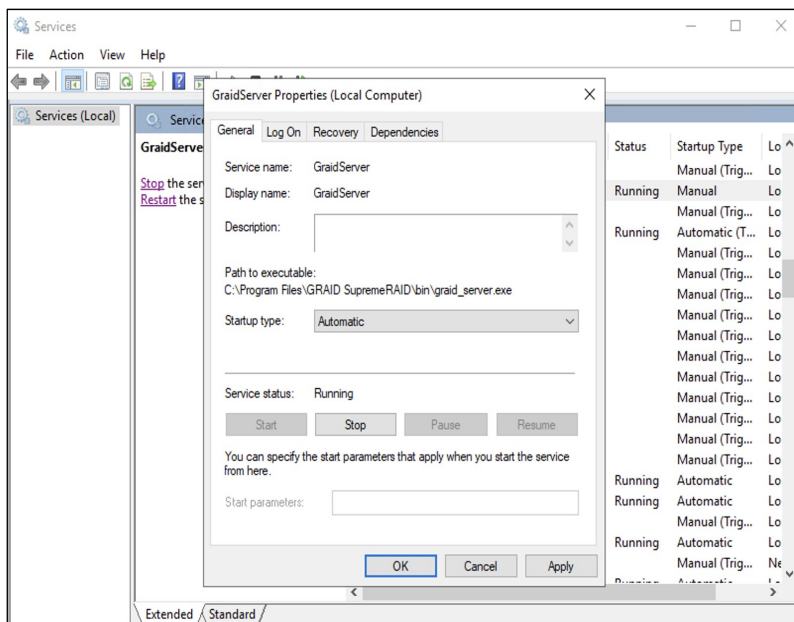 Services
File Action View Help
Services (Local)
Service
GraidServe
Stop the ser
Restart the s
GraidServer Properties (Local Computer)
General Log On Recovery Dependencies
Service name: GraidServer
Display name: GraidServer
Description:
Path to executable:
C:\Program Files\GRAID SupremeRAID\bin\graid_server.exe
Startup type: Automatic
Service status: Running
Start Stop Pause Resume
You can specify the start parameters that apply when you start the service
from here.
Start parameters:
OK Cancel Apply
Status Startup Type Lo
Manual (Trig... Lo
Running Manual Lo
Manual (Trig... Lo
Running Automatic (T... Lo
Manual (Trig... Lo
Manual (Trig... Lo
Manual (Trig... Lo
Manual (Trig... Lo
Manual (Trig... Lo
Manual (Trig... Lo
Manual (Trig... Lo
Manual (Trig... Lo
Manual (Trig... Lo
Manual (Trig... Lo
Manual (Trig... Lo
Running Automatic Lo
Running Automatic Lo
Manual (Trig... Lo
Running Automatic Lo
Manual (Trig... Ne
Running Automatic Lo
Extended Standard